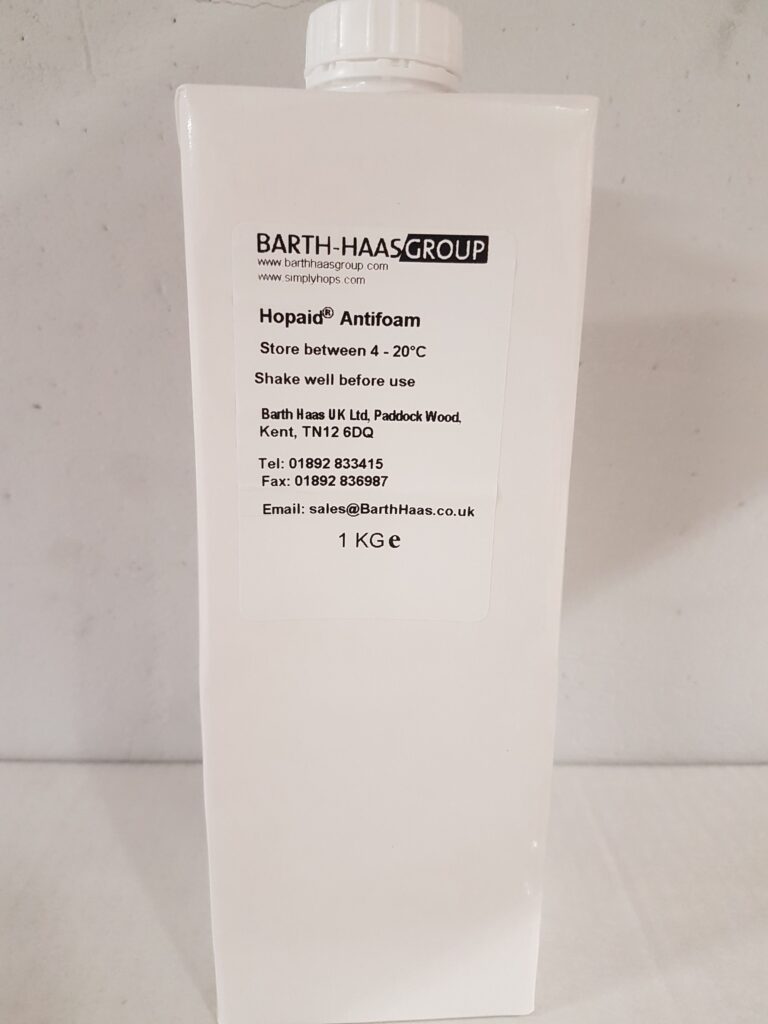 BARTH-HAASGROUP
www.barthhaasgroup.com
www.simplyhops.com
Hopaid® Antifoam
Store between 4 - 20°C
Shake well before use
Barth Haas UK Ltd, Paddock Wood,
Kent, TN12 6DQ
Tel: 01892 833415
Fax: 01892 836987
Email: sales@BarthHaas.co.uk
1 KG e